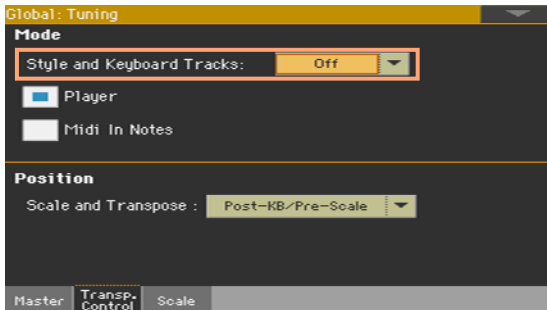 Global: Tuning
Mode
Style and Keyboard Tracks: Off
Player
Midi In Notes
Position
Scale and Transpose : Post-KB/Pre-Scale
Master Transp. Control Scale